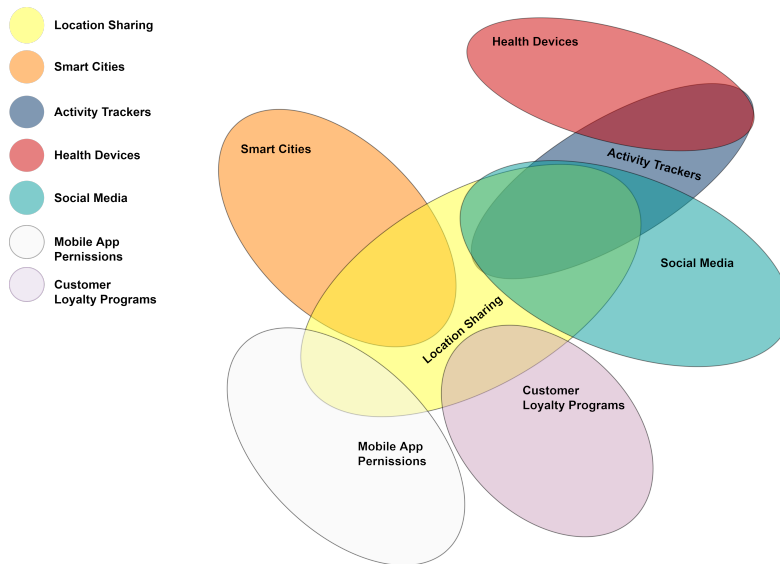 Location Sharing
Smart Cities
Activity Trackers
Health Devices
Social Media
Mobile App
Pernissions
Customer
Loyalty Programs
Health Devices
Smart Cities
Activity Trackers
Social Media
Location Sharing
Customer
Loyalty Programs
Mobile App
Pernissions